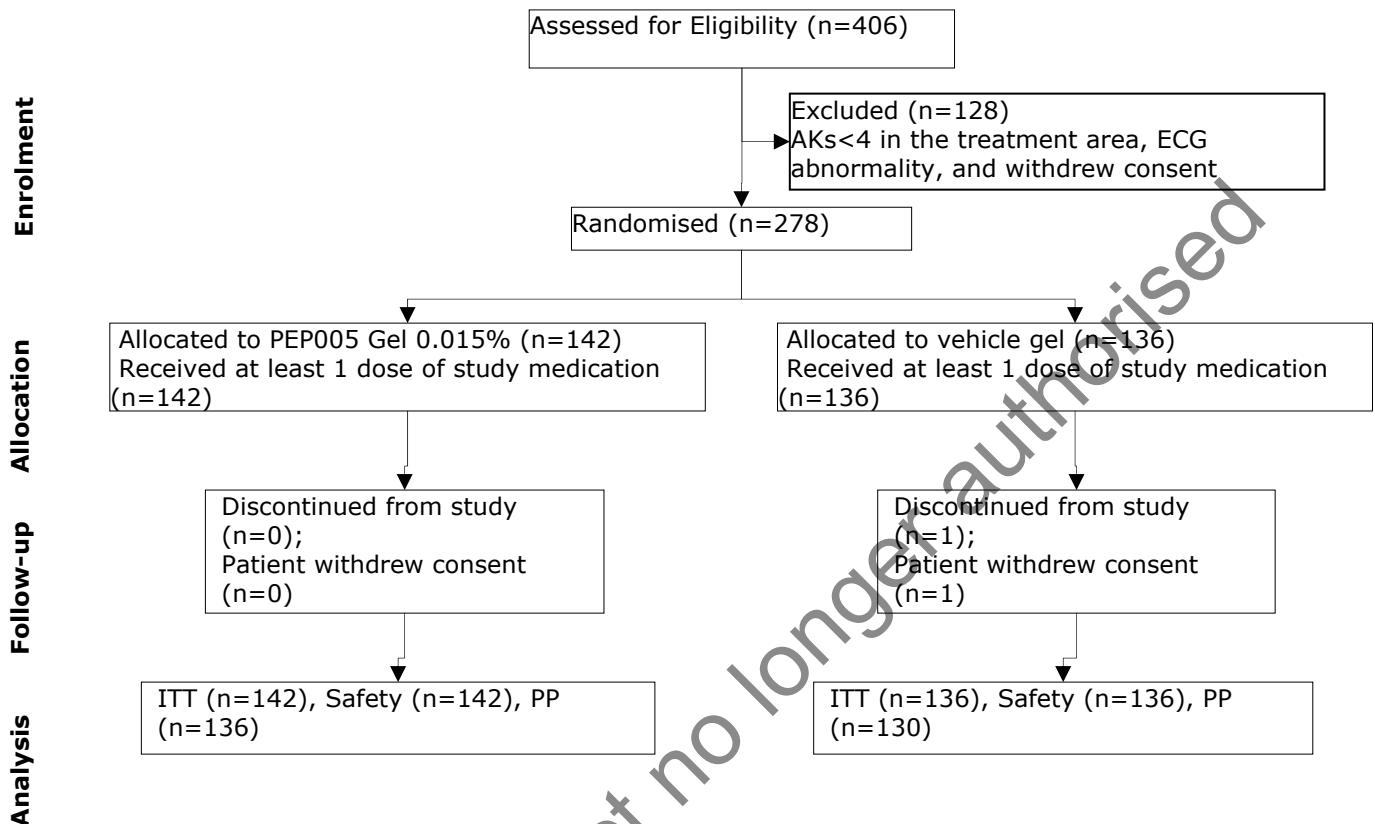 Assessed for Eligibility (n=406)
Enrolment
Excluded (n=128)
AKs<4 in the treatment area, ECG
abnormality, and withdrew consent
Randomised (n=278)
Allocation
Allocated to PEP005 Gel 0.015% (n=142)
Received at least 1 dose of study medication
(n=142)
Allocated to vehicle gel (n=136)
Received at least 1 dose of study medication
(n=136)
Follow-up
Discontinued from study
(n=0);
Patient withdrew consent
(n=0)
Discontinued from study
(n=1);
Patient withdrew consent
(n=1)
Analysis
ITT (n=142), Safety (n=142), PP
(n=136)
ITT (n=136), Safety (n=136), PP
(n=130)
no longer authorised